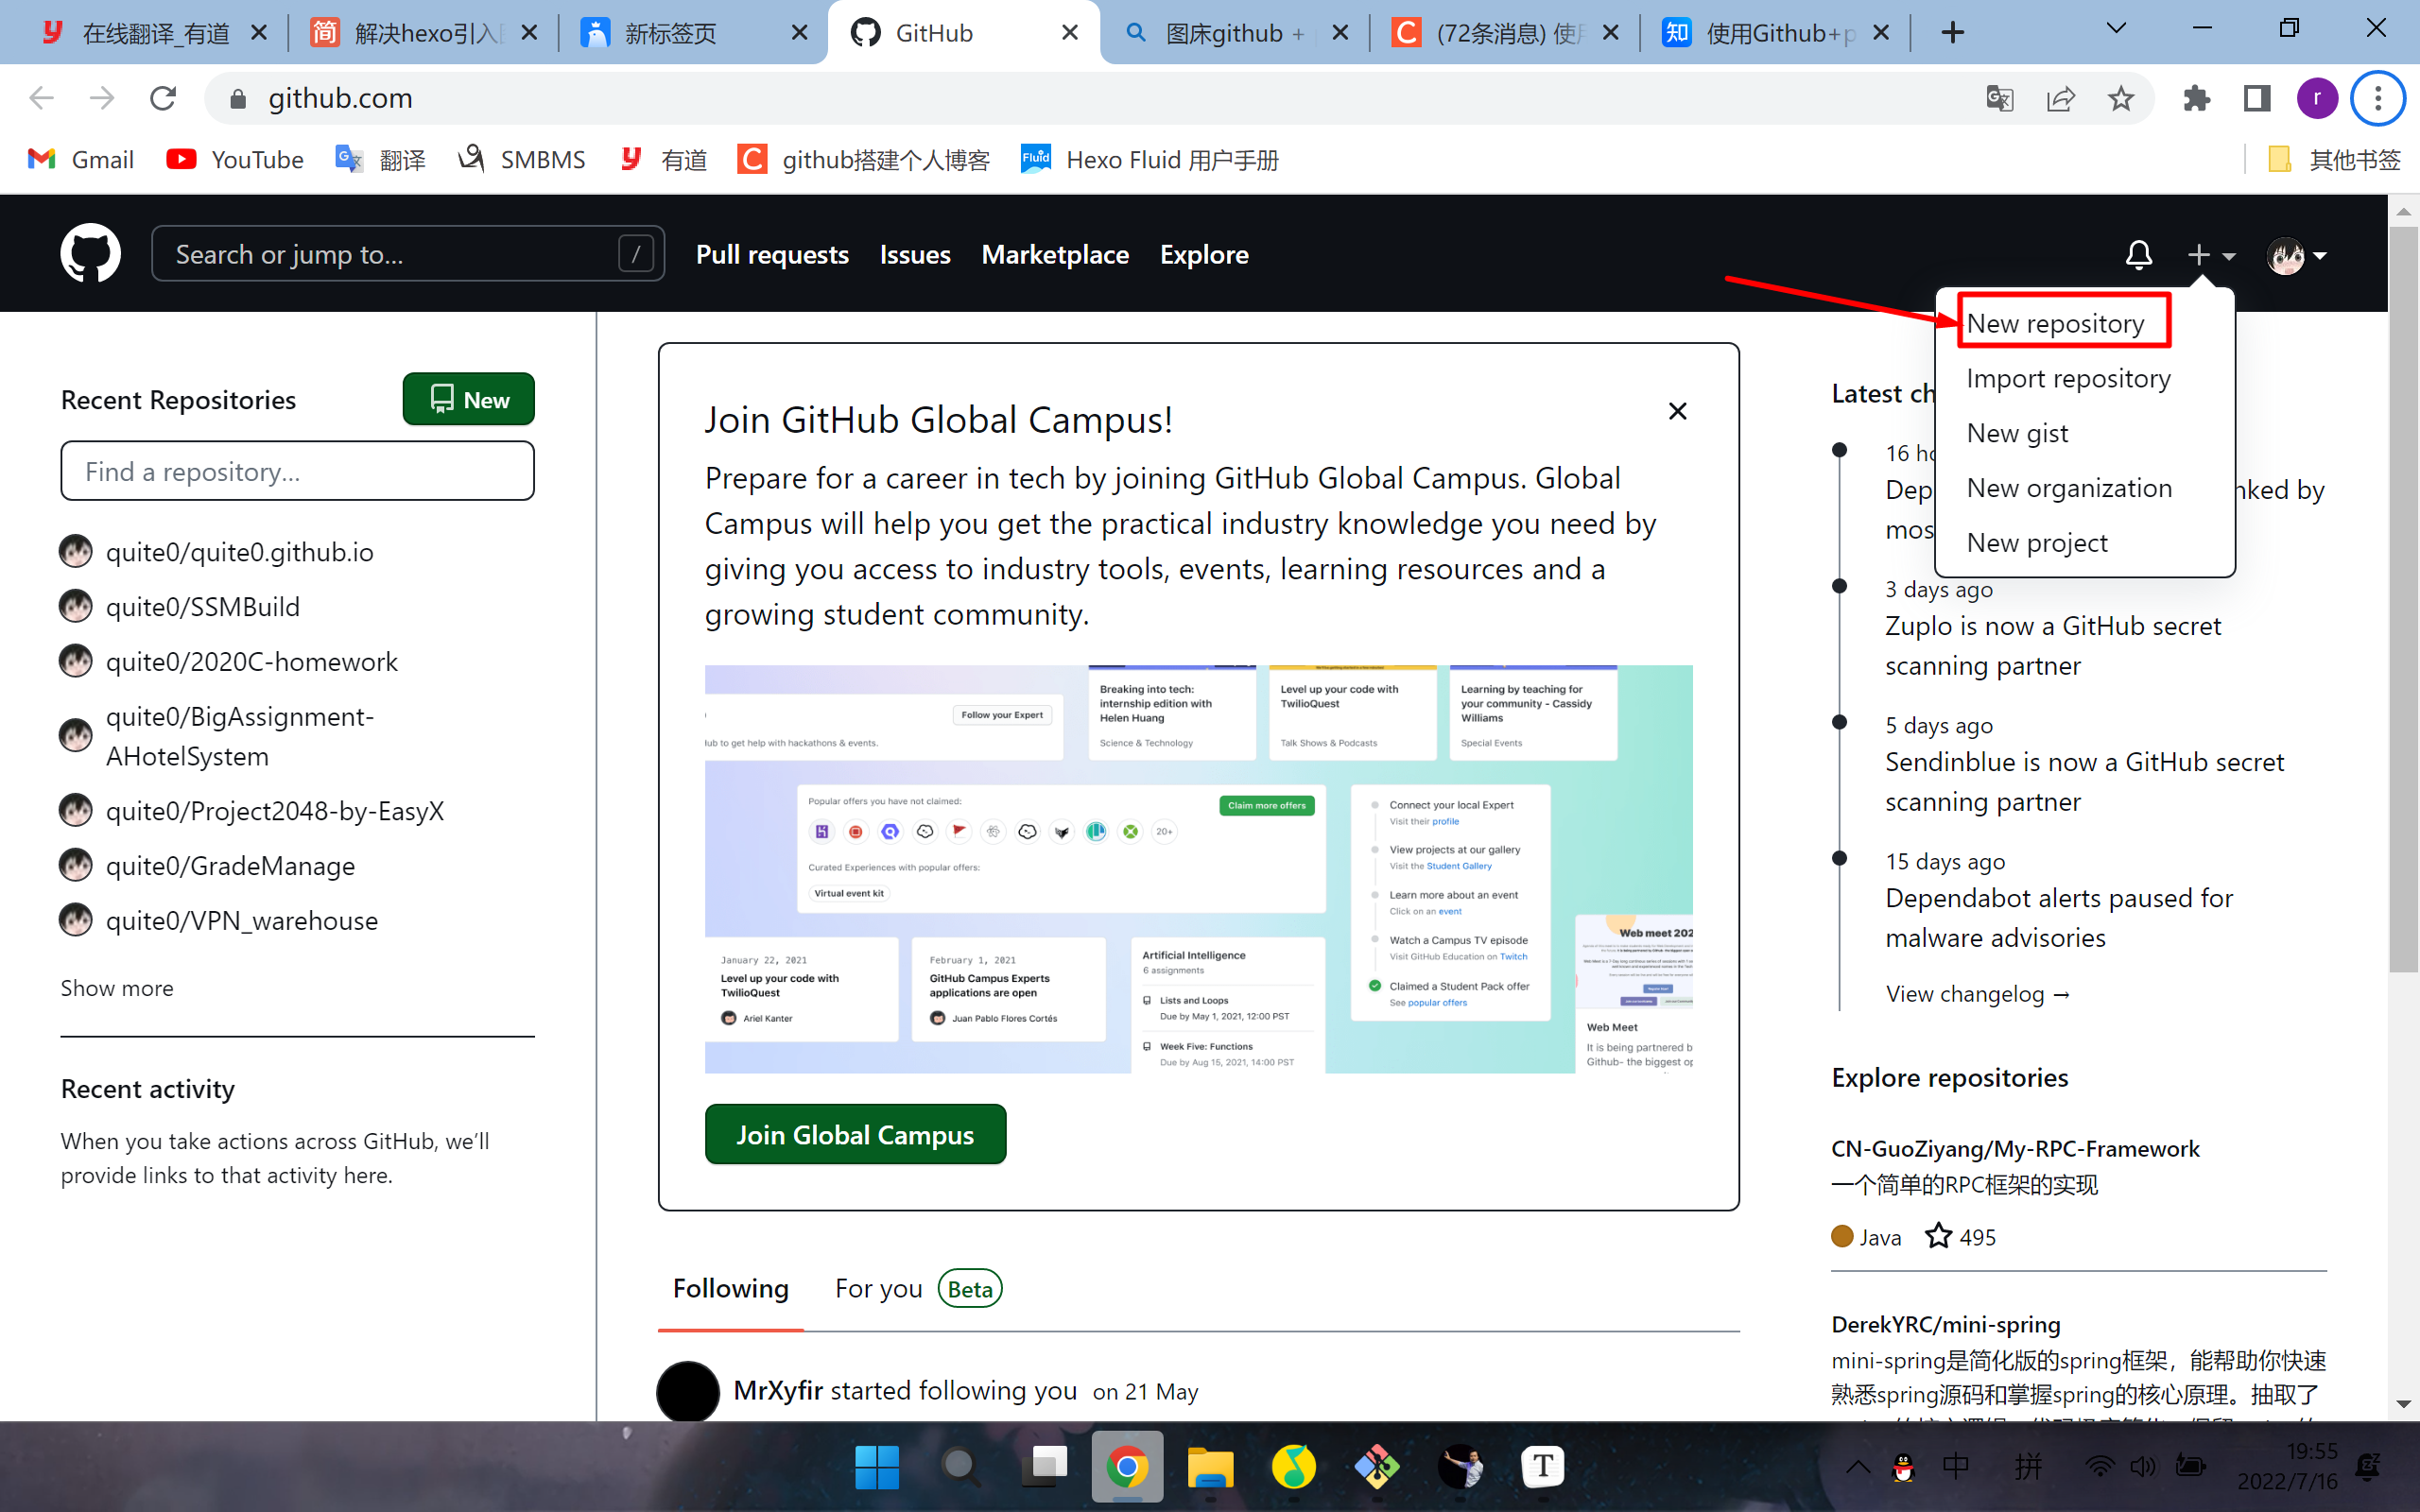 在线翻译_有道
解决hexo引入
新标签页
GitHub
图床github +
(72条消息) 使
使用Github+p
github.com
r
Gmail
YouTube
翻译
SMBMS
有道
github搭建个人博客
Hexo Fluid 用户手册
其他书签
Search or jump to...
/
Pull requests
Issues
Marketplace
Explore
New repository
Import repository
New gist
New organization
New project
Recent Repositories
New
Find a repository...
quite0/quite0.github.io
quite0/SSMBuild
quite0/2020C-homework
quite0/BigAssignment-
AHotelSystem
quite0/Project2048-by-EasyX
quite0/GradeManage
quite0/VPN_warehouse
Show more
Recent activity
When you take actions across GitHub, we’ll
provide links to that activity here.
Join GitHub Global Campus!
Prepare for a career in tech by joining GitHub Global Campus. Global
Campus will help you get the practical industry knowledge you need by
giving you access to industry tools, events, learning resources and a
growing student community.
Follow your Expert
to get help with hackathons & events.
Breaking into tech:
internship edition with
Helen Huang
Science & Technology
Level up your code with
TwilioQuest
Talk Shows & Podcasts
Learning by teaching for
your community - Cassidy
Williams
Special Events
Popular offers you have not claimed:
Claim more offers
20+
Curated Experiences with popular offers:
Virtual event kit
Connect your local Expert
Visit their profile
View projects at our gallery
Visit the Student Gallery
Learn more about an event
Click on an event
Watch a Campus TV episode
Visit GitHub Education on Twitch
Claimed a Student Pack offer
See popular offers
January 22, 2021
Level up your code with
TwilioQuest
Ariel Kanter
February 1, 2021
GitHub Campus Experts
applications are open
Juan Pablo Flores Cortés
Artificial Intelligence
6 assignments
Lists and Loops
Due by May 1, 2021, 12:00 PST
Week Five: Functions
Due by Aug 15, 2021, 14:00 PST
Web meet 202
Web Meet
It is being partnered b
Github- the biggest op
Join Global Campus
Following
For you
Beta
MrXyfir started following you on 21 May
Latest ch
16 ho
Dep nked by
mos
3 days ago
Zuplo is now a GitHub secret
scanning partner
5 days ago
Sendinblue is now a GitHub secret
scanning partner
15 days ago
Dependabot alerts paused for
malware advisories
View changelog →
Explore repositories
CN-GuoZiyang/My-RPC-Framework
一个简单的RPC框架的实现
Java
495
DerekYRC/mini-spring
mini-spring是简化版的spring框架，能帮助你快速
熟悉spring源码和掌握spring的核心原理。抽取了
T
中
拼
19:55
2022/7/16